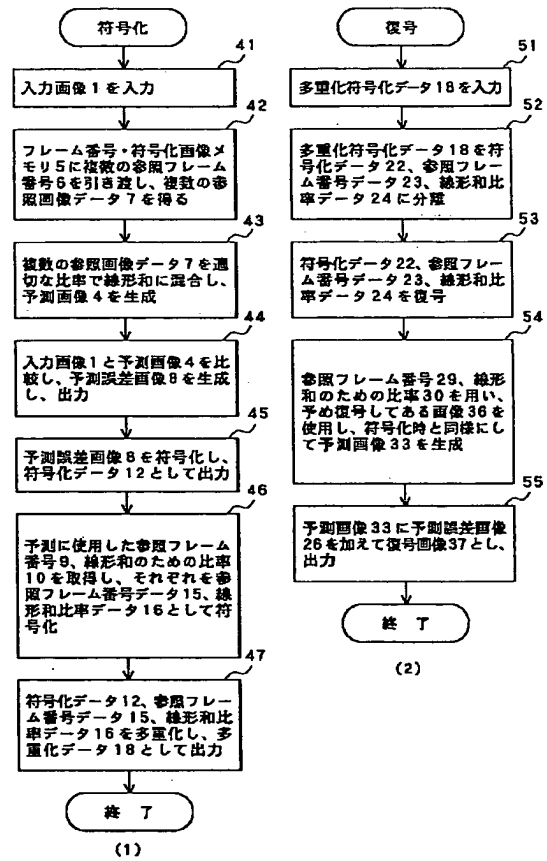 符号化
41
入力画像1を入力
42
フレーム番号・符号化画像メ
モリ5に複数の参照フレーム
番号6を引き渡し、複数の参
照画像データ7を得る
43
複数の参照画像データ7を適
切な比率で線形和に混合し、
予測画像4を生成
44
入力画像1と予測画像4を比
較し、予測誤差画像8を生成
し、出力
45
予測誤差画像8を符号化し、
符号化データ12として出力
46
予測に使用した参照フレーム
番号9、線形和のための比率
10を取得し、それぞれを参
照フレーム番号データ15、線
形和比率データ16として符
号化
47
符号化データ12、参照フレ
ーム番号データ15、線形和比
率データ16を多重化し、多
重化データ18として出力
終了
(1)
復号
51
多重化符号化データ18を入力
52
多重化符号化データ18を符
号化データ22、参照フレー
ム番号データ23、線形和比
率データ24に分離
53
符号化データ22、参照フレ
ーム番号データ23、線形和
比率データ24を復号
54
参照フレーム番号29、線形
和のための比率30を用い、
予め復号してある画像36を
使用し、符号化時と同様にし
て予測画像33を生成
55
予測画像33に予測誤差画像
26を加えて復号画像37とし、
出力
終了
(2)